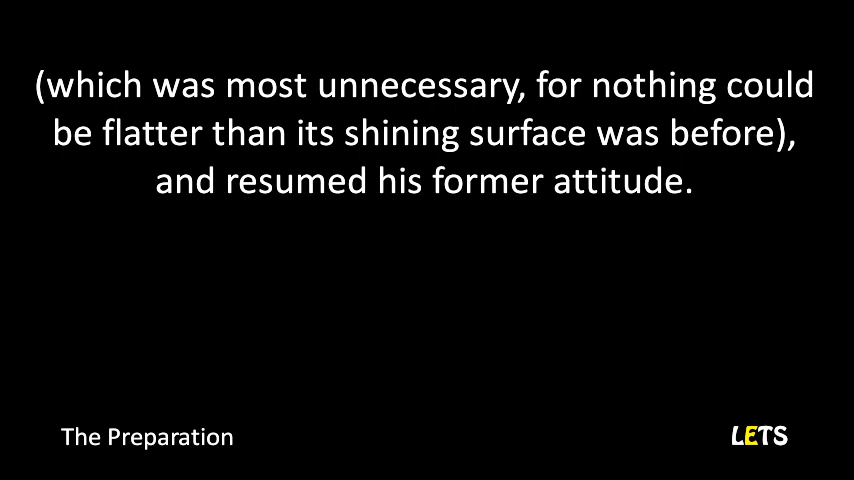 (which was most unnecessary, for nothing could
be flatter than its shining surface was before),
and resumed his former attitude.
The Preparation
LETS